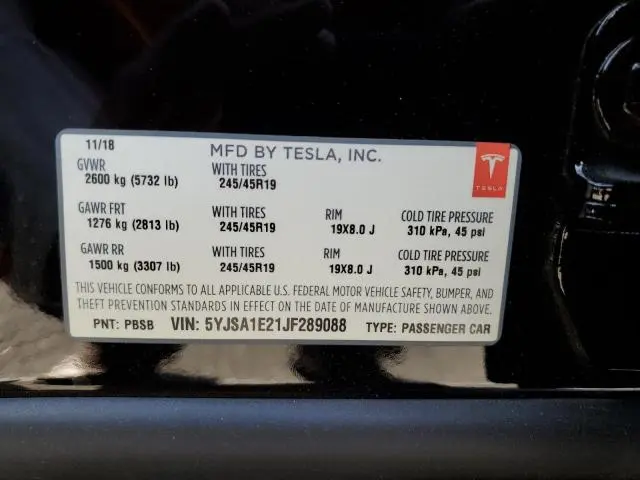 11/18 MFD BY TESLA, INC.
GVWR WITH TIRES
2600 kg (5732 lb) 245/45R19
TESLA
GAWR FRT WITH TIRES RIM COLD TIRE PRESSURE
1276 kg (2813 lb) 245/45R19 19X8.0 J 310 kPa, 45 psi
GAWR RR WITH TIRES RIM COLD TIRE PRESSURE
1500 kg (3307 lb) 245/45R19 19X8.0 J 310 kPa, 45 psi
THIS VEHICLE CONFORMS TO ALL APPLICABLE U.S. FEDERAL MOTOR VEHICLE SAFETY, BUMPER, AND
THEFT PREVENTION STANDARDS IN EFFECT ON THE DATE OF MANUFACTURE SHOWN ABOVE.
PNT: PBSB VIN: 5YJSA1E21JF289088 TYPE: PASSENGER CAR